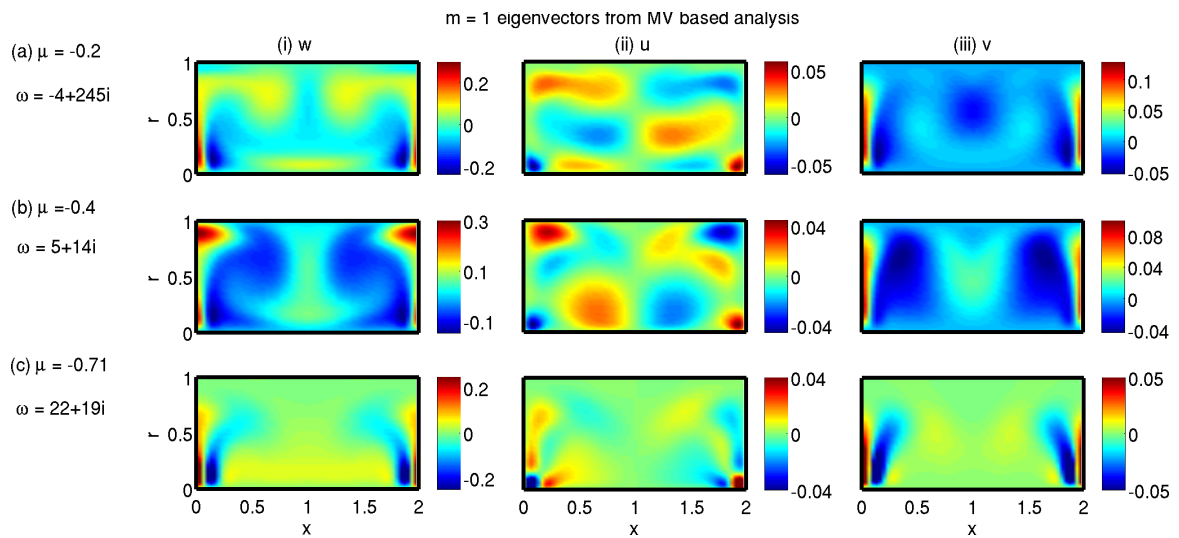 m = 1 eigenvectors from MV based analysis
(i) w (ii) u (iii) v
(a) μ = -0.2
ω = -4+245i
r
1
0.5
0
0.2
0
-0.2
0.05
0
-0.05
0.1
0.05
0
-0.05
(b) μ =-0.4
ω = 5+14i
r
1
0.5
0
0.3
0.1
-0.1
0.04
0
-0.04
0.08
0.04
0
-0.04
(c) μ = -0.71
ω = 22+19i
r
1
0.5
0
0.2
0
-0.2
0.04
0
-0.04
0.05
0
-0.05
0 0.5 1 1.5 2 0 0.5 1 1.5 2 0 0.5 1 1.5 2
x x x